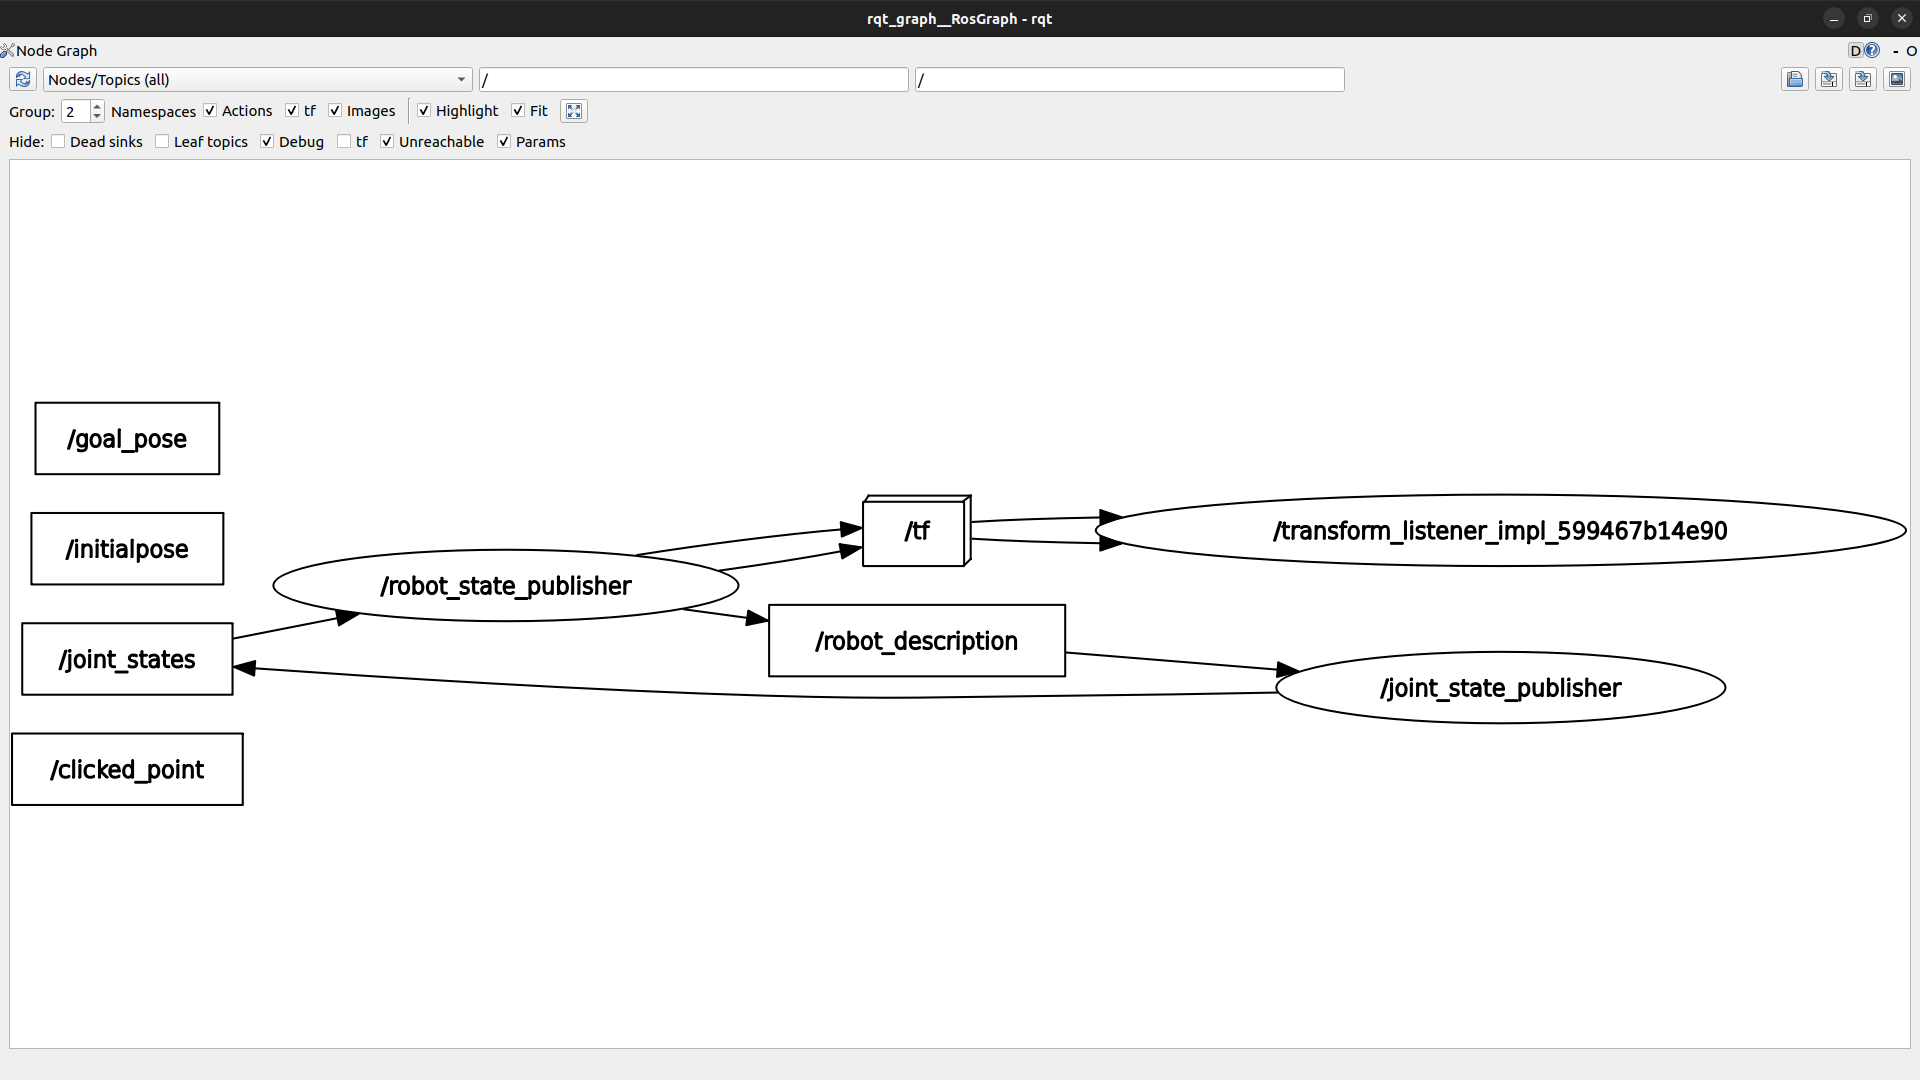 rqt_graph__RosGraph - rqt
Node Graph
D - O
Nodes/Topics (all) / /
Group: 2 Namespaces Actions tf Images Highlight Fit
Hide: Dead sinks Leaf topics Debug tf Unreachable Params
/goal_pose
/tf
/transform_listener_impl_599467b14e90
/initialpose
/robot_state_publisher
/robot_description
/joint_states
/joint_state_publisher
/clicked_point